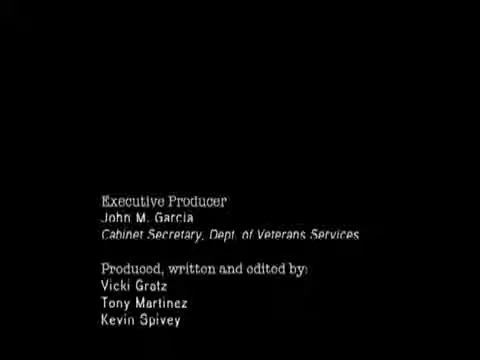 Executive Producer
John M. Garcia
Cabinet Secretary, Dept. of Veterans Services
Produced, written and edited by:
Vicki Gratz
Tony Martinez
Kevin Spivey